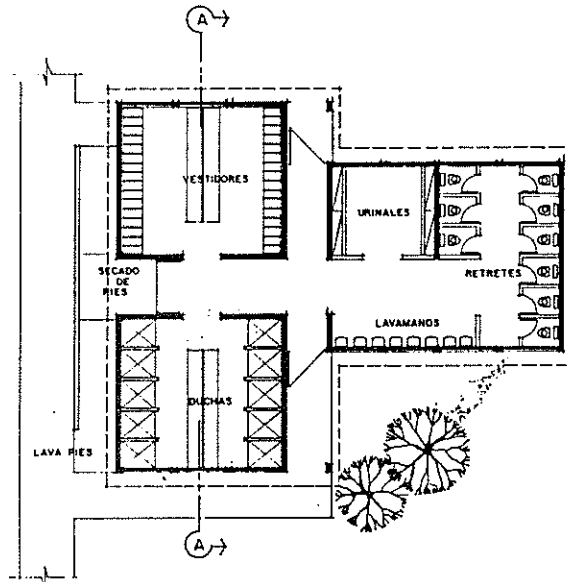 A
VESTIDORES
URINALES
SECADO
DE
PIES
RETRETES
LAVAMANOS
DUCHAS
LAVA PIES
A